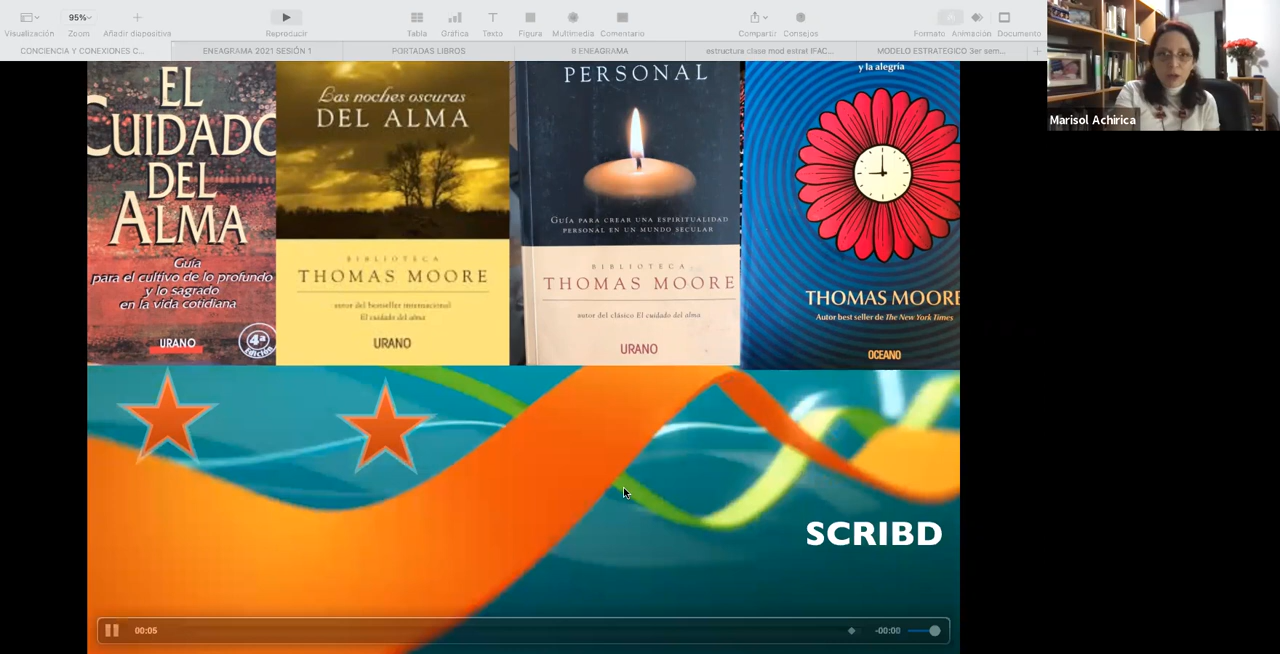 95%
Visualización
Zoom
Añadir diapositiva
Reproducir
Tabla
Gráfica
Texto
Figura
Multimedia
Comentario
Compartir
Consejos
Formato
Animación
Documento
CONCIENCIA Y CONEXIONES C...
ENEAGRAMA 2021 SESIÓN 1
PORTADAS LIBROS
8 ENEAGRAMA
estructura clase mod estrat IFAC...
MODELO ESTRATEGICO 3er sem...
Marisol Achirica
EL
CUIDADO
DEL
ALMA
Guía
para el cultivo de lo profundo
y lo sagrado
en la vida cotidiana
URANO
4ª
Edición
Las noches oscuras
DEL ALMA
BIBLIOTECA
THOMAS MOORE
autor del bestseller internacional
El cuidado del alma
URANO
PERSONAL
GUÍA PARA CREAR UNA ESPIRITUALIDAD
PERSONAL EN UN MUNDO SECULAR
BIBLIOTECA
THOMAS MOORE
autor del clásico El cuidado del alma
URANO
y la alegría
THOMAS MOORE
Autor best seller de The New York Times
OCEANO
SCRIBD
00:05
-00:00